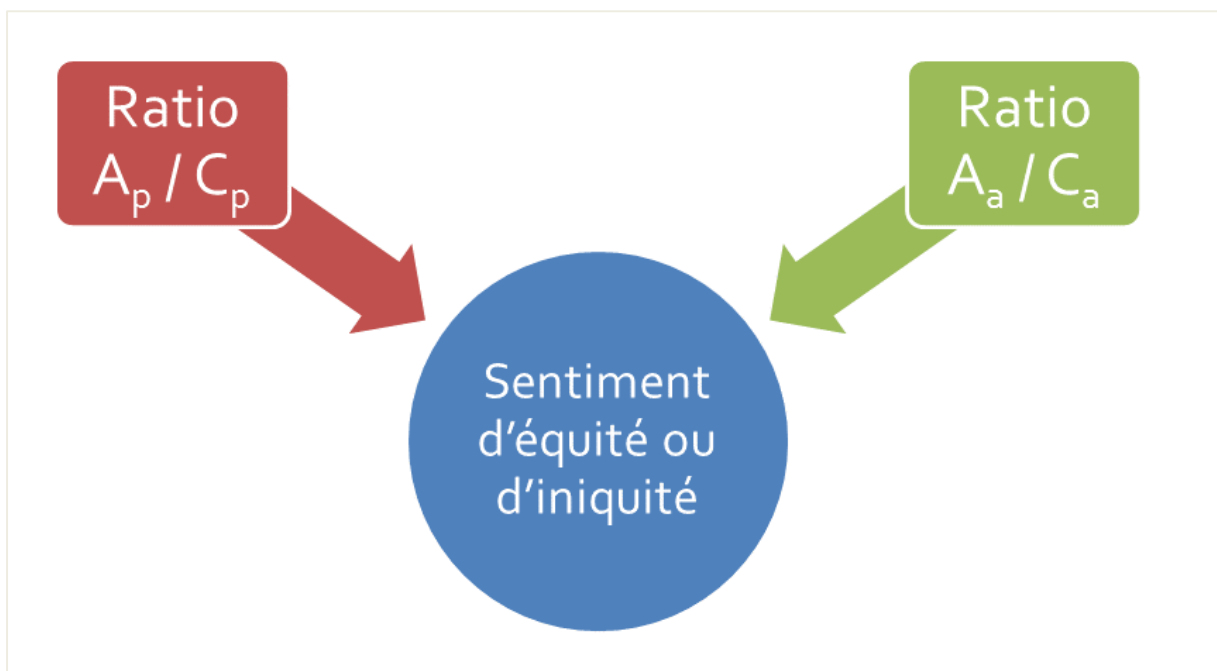 Ratio
Aₚ / Cₚ
Ratio
Aₐ / Cₐ
Sentiment
d’équité ou
d’iniquité